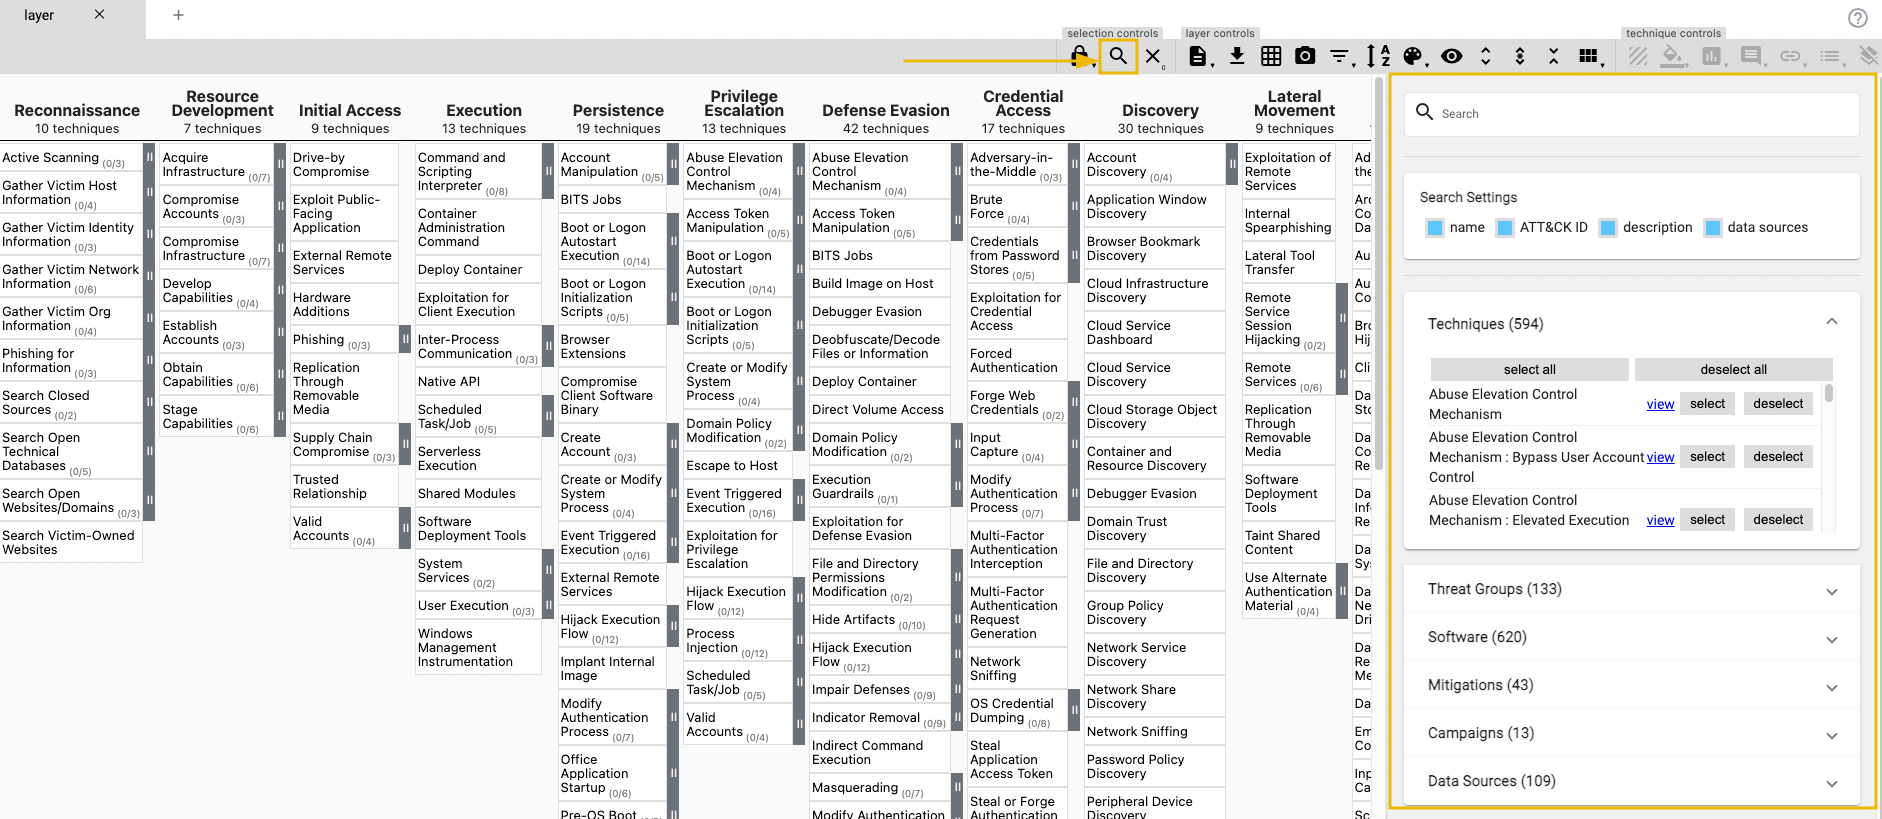 layer
selection controls
layer controls
technique controls
0
Reconnaissance
10 techniques
Active Scanning (0/3)
Gather Victim Host
Information (0/4)
Gather Victim Identity
Information (0/3)
Gather Victim Network
Information (0/6)
Gather Victim Org
Information (0/4)
Phishing for
Information (0/3)
Search Closed
Sources (0/2)
Search Open
Technical
Databases (0/5)
Search Open
Websites/Domains (0/3)
Search Victim-Owned
Websites
Resource
Development
7 techniques
Acquire
Infrastructure (0/7)
Compromise
Accounts (0/3)
Compromise
Infrastructure (0/7)
Develop
Capabilities (0/4)
Establish
Accounts (0/3)
Obtain
Capabilities (0/6)
Stage
Capabilities (0/6)
Initial Access
9 techniques
Drive-by
Compromise
Exploit Public-
Facing
Application
External Remote
Services
Hardware
Additions
Phishing (0/3)
Replication
Through
Removable
Media
Supply Chain
Compromise (0/3)
Trusted
Relationship
Valid
Accounts (0/4)
Execution
13 techniques
Command and
Scripting
Interpreter (0/8)
Container
Administration
Command
Deploy Container
Exploitation for
Client Execution
Inter-Process
Communication (0/3)
Native API
Scheduled
Task/Job (0/5)
Serverless
Execution
Shared Modules
Software
Deployment Tools
System
Services (0/2)
User Execution (0/3)
Windows
Management
Instrumentation
Persistence
19 techniques
Account
Manipulation (0/5)
BITS Jobs
Boot or Logon
Autostart
Execution (0/14)
Boot or Logon
Initialization
Scripts (0/5)
Browser
Extensions
Compromise
Client Software
Binary
Create
Account (0/3)
Create or Modify
System
Process (0/4)
Event Triggered
Execution (0/16)
External Remote
Services
Hijack Execution
Flow (0/12)
Implant Internal
Image
Modify
Authentication
Process (0/7)
Office
Application
Startup (0/6)
Pre-OS Boot
Privilege
Escalation
13 techniques
Abuse Elevation
Control
Mechanism (0/4)
Access Token
Manipulation (0/5)
Boot or Logon
Autostart
Execution (0/14)
Boot or Logon
Initialization
Scripts (0/5)
Create or Modify
System
Process (0/4)
Domain Policy
Modification (0/2)
Escape to Host
Event Triggered
Execution (0/16)
Exploitation for
Privilege
Escalation
Hijack Execution
Flow (0/12)
Process
Injection (0/12)
Scheduled
Task/Job (0/5)
Valid
Accounts (0/4)
Defense Evasion
42 techniques
Abuse Elevation
Control
Mechanism (0/4)
Access Token
Manipulation (0/5)
BITS Jobs
Build Image on Host
Debugger Evasion
Deobfuscate/Decode
Files or Information
Deploy Container
Direct Volume Access
Domain Policy
Modification (0/2)
Execution
Guardrails (0/1)
Exploitation for
Defense Evasion
File and Directory
Permissions
Modification (0/2)
Hide Artifacts (0/10)
Hijack Execution
Flow (0/12)
Impair Defenses (0/9)
Indicator Removal (0/9)
Indirect Command
Execution
Masquerading (0/7)
Modify Authentication
Credential
Access
17 techniques
Adversary-in-
the-Middle (0/3)
Brute
Force (0/4)
Credentials
from Password
Stores (0/5)
Exploitation for
Credential
Access
Forced
Authentication
Forge Web
Credentials (0/2)
Input
Capture (0/4)
Modify
Authentication
Process (0/7)
Multi-Factor
Authentication
Interception
Multi-Factor
Authentication
Request
Generation
Network
Sniffing
OS Credential
Dumping (0/8)
Steal
Application
Access Token
Steal or Forge
Authentication
Discovery
30 techniques
Account
Discovery (0/4)
Application Window
Discovery
Browser Bookmark
Discovery
Cloud Infrastructure
Discovery
Cloud Service
Dashboard
Cloud Service
Discovery
Cloud Storage Object
Discovery
Container and
Resource Discovery
Debugger Evasion
Domain Trust
Discovery
File and Directory
Discovery
Group Policy
Discovery
Network Service
Discovery
Network Share
Discovery
Network Sniffing
Password Policy
Discovery
Peripheral Device
Discovery
Lateral
Movement
9 techniques
Exploitation of
Remote
Services
Internal
Spearphishing
Lateral Tool
Transfer
Remote
Service
Session
Hijacking (0/2)
Remote
Services (0/6)
Replication
Through
Removable
Media
Software
Deployment
Tools
Taint Shared
Content
Use Alternate
Authentication
Material (0/4)
Search
Search Settings
name ATT&CK ID description data sources
Techniques (594)
select all deselect all
Abuse Elevation Control
Mechanism view select deselect
Abuse Elevation Control
Mechanism : Bypass User Account view select deselect
Control
Abuse Elevation Control
Mechanism : Elevated Execution view select deselect
Threat Groups (133)
Software (620)
Mitigations (43)
Campaigns (13)
Data Sources (109)